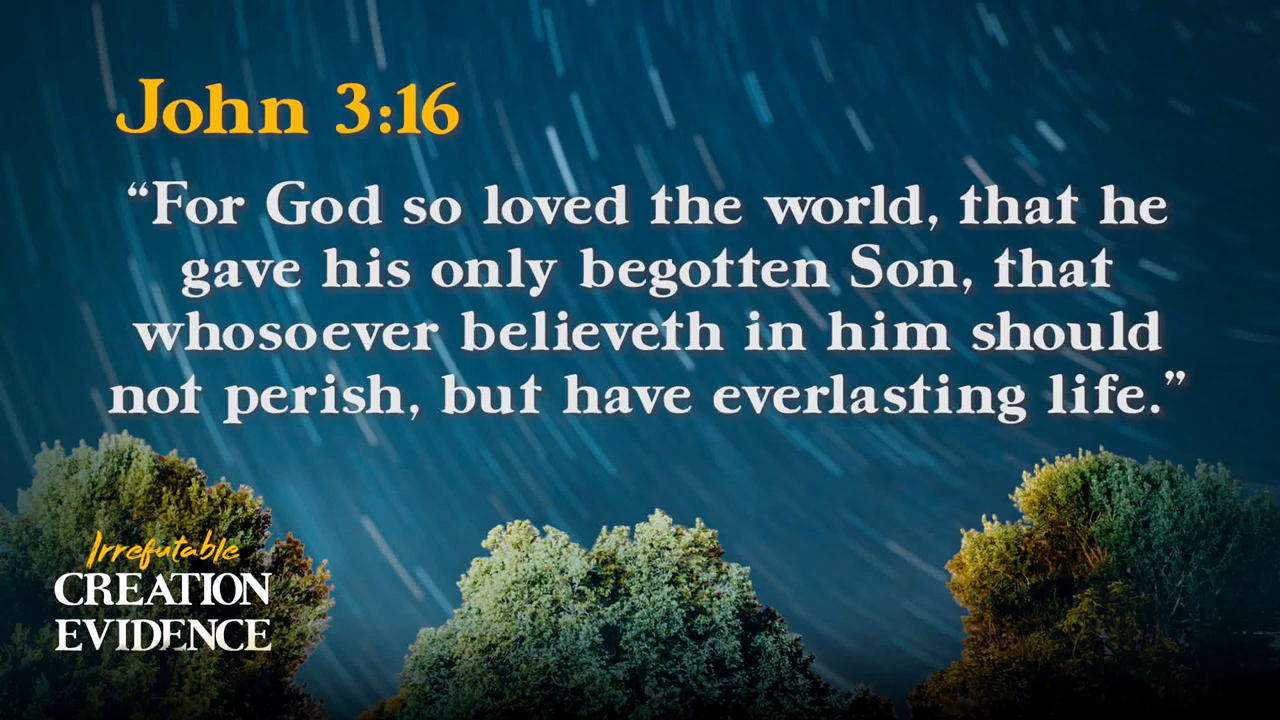 John 3:16
“For God so loved the world, that he
gave his only begotten Son, that
whosoever believeth in him should
not perish, but have everlasting life.”
Irrefutable
CREATION
EVIDENCE